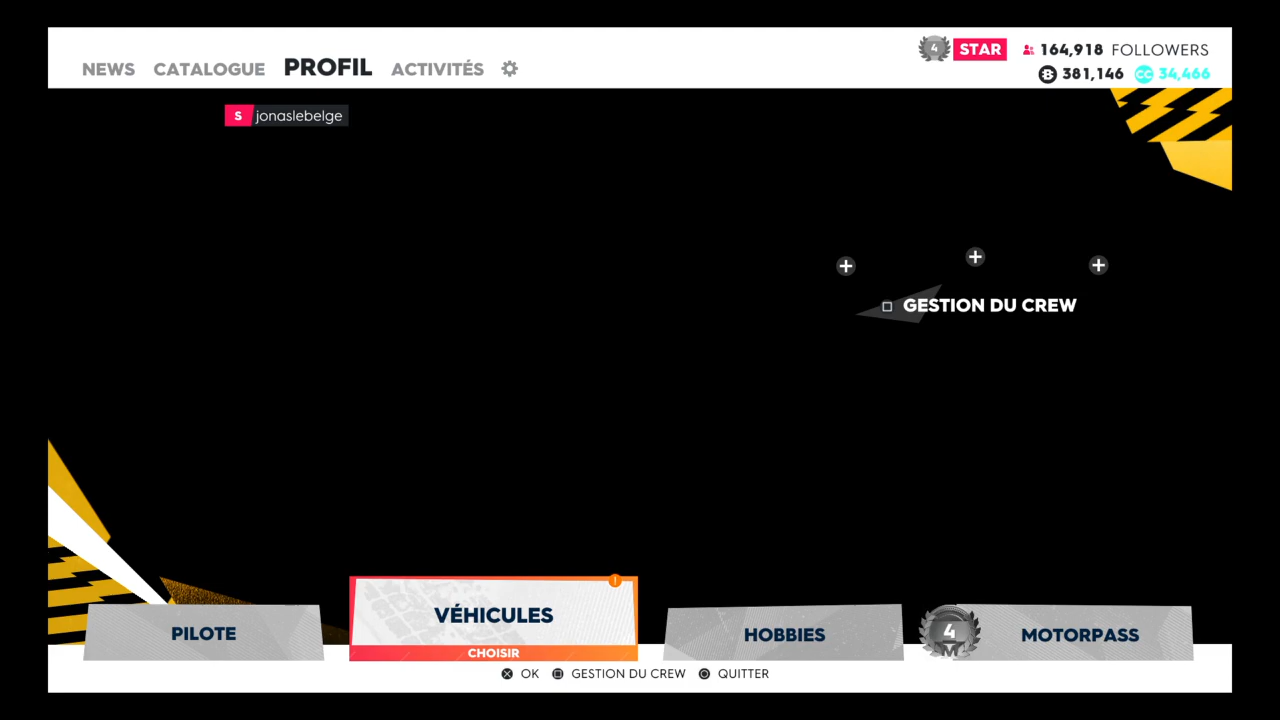 4 STAR 164,918 FOLLOWERS
NEWS CATALOGUE PROFIL ACTIVITÉS
381,146 CC 34,466
S jonaslebelge
GESTION DU CREW
VÉHICULES
PILOTE
HOBBIES
4 M MOTORPASS
CHOISIR
OK GESTION DU CREW QUITTER